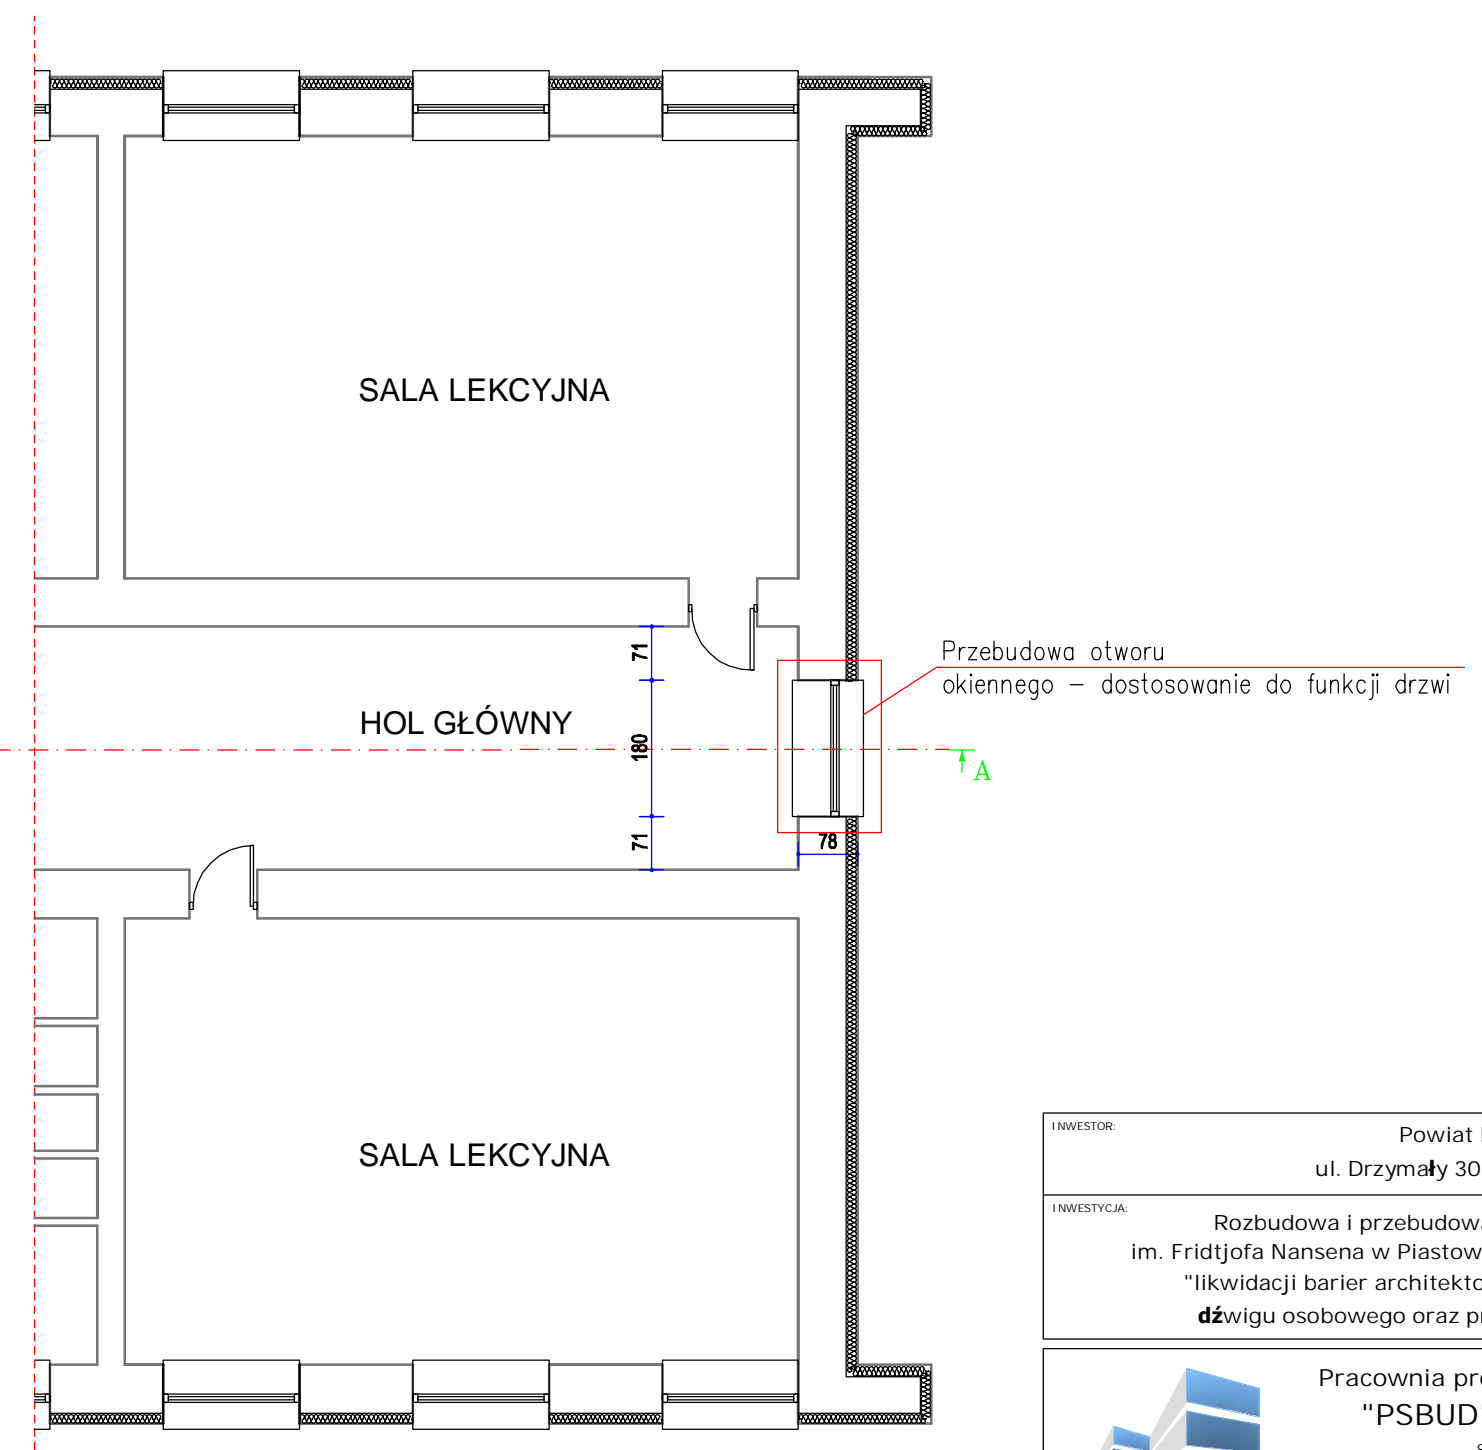 SALA LEKCYJNA
Przebudowa otworu
okiennego – dostosowanie do funkcji drzwi
71
HOL GŁÓWNY
180
A
71
78
SALA LEKCYJNA
INWESTOR:
Powiat
ul. Drzymały 30
INWESTYCJA:
Rozbudowa i przebudowa
im. Fridtjofa Nansena w Piastow
"likwidacji barier architekto
dźwigu osobowego oraz pr
Pracownia pro
"PSBUD"